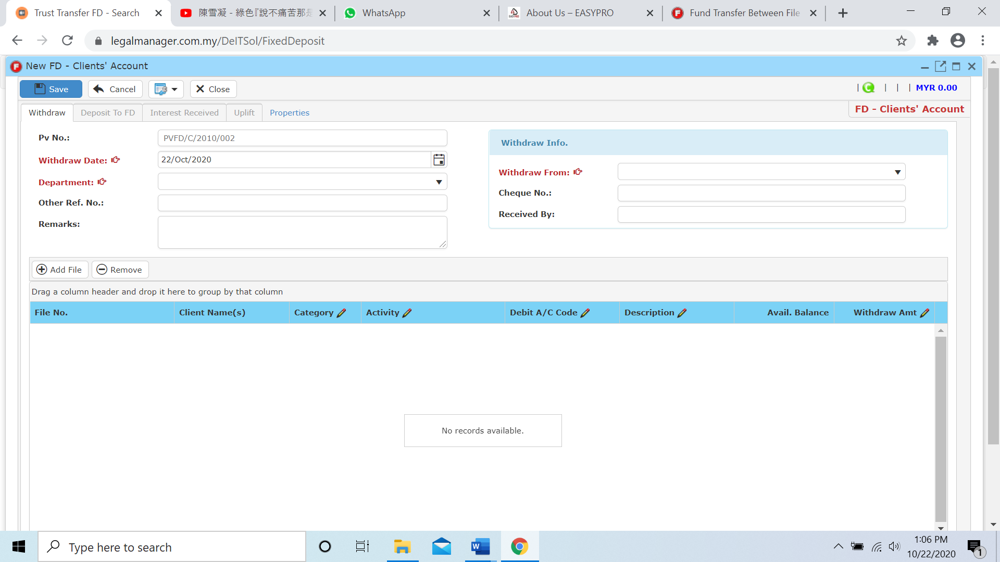 Trust Transfer FD - Search
陳雪凝 - 綠色『說不痛苦那是
WhatsApp
About Us – EASYPRO
Fund Transfer Between File
legalmanager.com.my/DeITSol/FixedDeposit
New FD - Clients' Account
Save
Cancel
Close
| | | | MYR 0.00
Withdraw
Deposit To FD
Interest Received
Uplift
Properties
FD - Clients' Account
Pv No.:
PVFD/C/2010/002
Withdraw Date:
22/Oct/2020
Department:
Other Ref. No.:
Remarks:
Withdraw Info.
Withdraw From:
Cheque No.:
Received By:
Add File
Remove
Drag a column header and drop it here to group by that column
File No.
Client Name(s)
Category
Activity
Debit A/C Code
Description
Avail. Balance
Withdraw Amt
No records available.
Type here to search
1:06 PM
10/22/2020
1